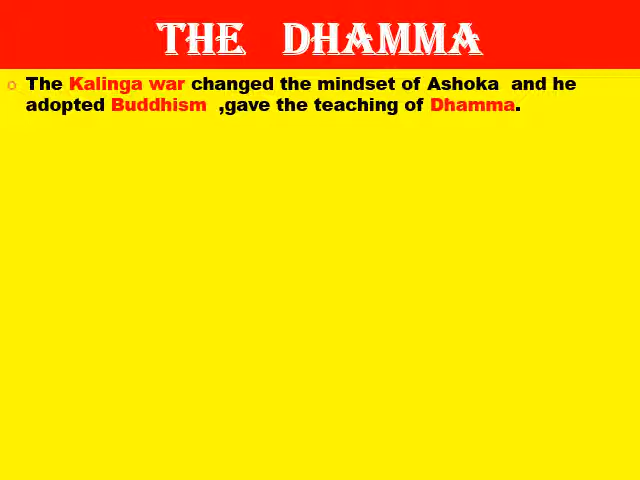 THE DHAMMA
The Kalinga war changed the mindset of Ashoka and he
adopted Buddhism ,gave the teaching of Dhamma.